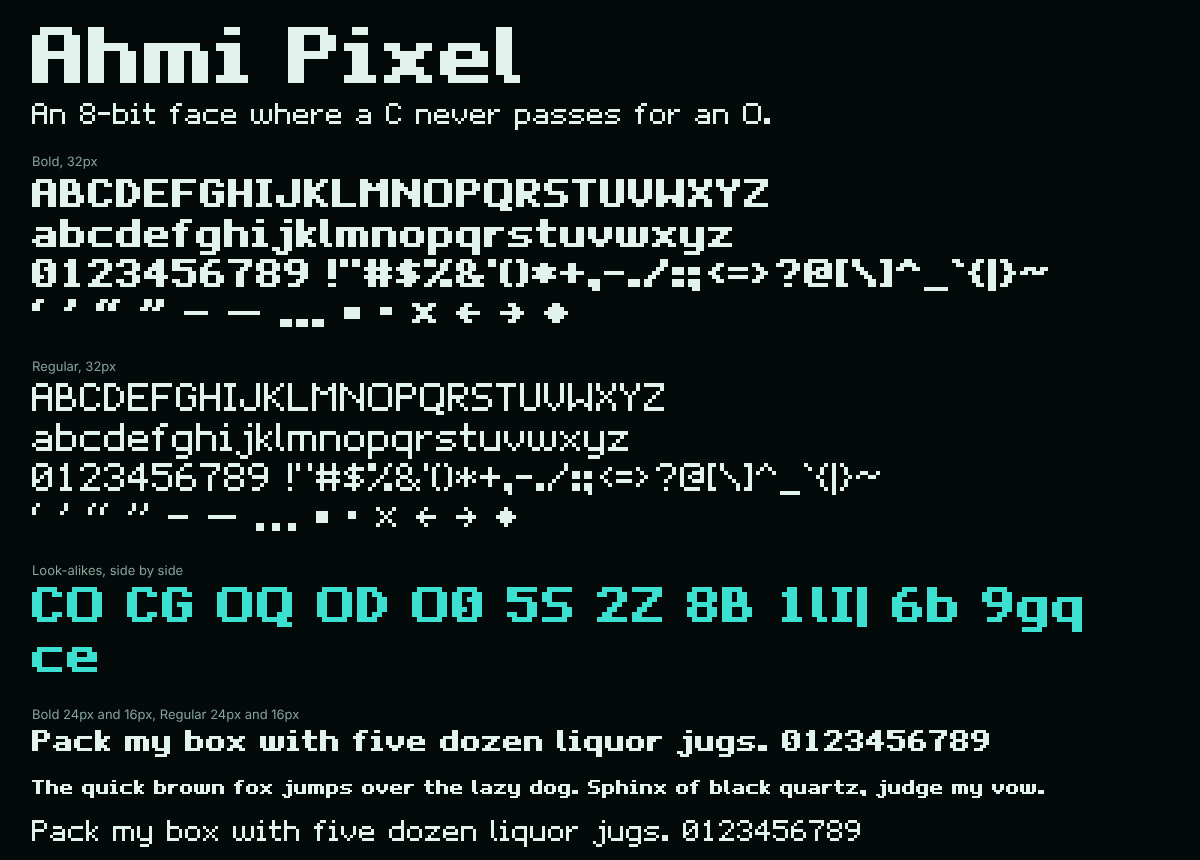 Ahmi Pixel
An 8-bit face where a C never passes for an O.
Bold, 32px
ABCDEFGHIJKLMNOPQRSTUVWXYZ
abcdefghijklmnopqrstuvwxyz
0123456789 !"#$%&'()*+,-./:;<=>?@[\]^_`{|}~
‘ ’ “ ” – — … ■ · × ← → ◆
Regular, 32px
ABCDEFGHIJKLMNOPQRSTUVWXYZ
abcdefghijklmnopqrstuvwxyz
0123456789 !"#$%&'()*+,-./:;<=>?@[\]^_`{|}~
‘ ’ “ ” – — … ■ · × ← → ◆
Look-alikes, side by side
CO CG OQ OD O0 5S 2Z 8B 1lI| 6b 9gq
ce
Bold 24px and 16px, Regular 24px and 16px
Pack my box with five dozen liquor jugs. 0123456789
The quick brown fox jumps over the lazy dog. Sphinx of black quartz, judge my vow.
Pack my box with five dozen liquor jugs. 0123456789